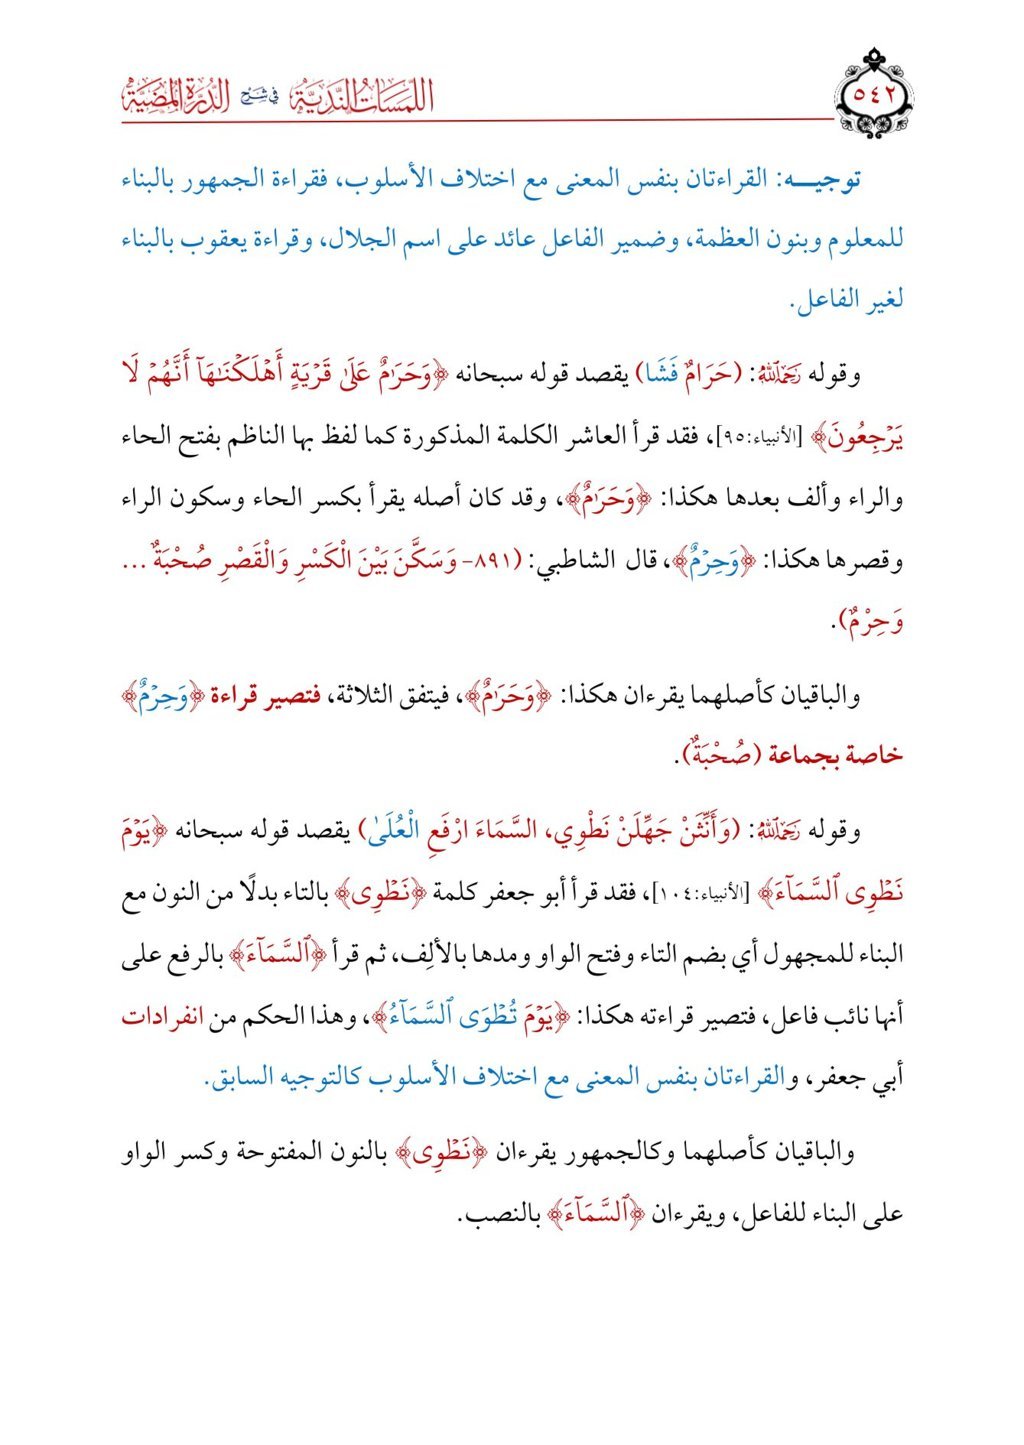 اللمسات الندية في شرح الدرة المضية
٥٤٢
توجيـــه: القراءتان بنفس المعنى مع اختلاف الأسلوب، فقراءة الجمهور بالبناء
للمعلوم وبنون العظمة، وضمير الفاعل عائد على اسم الجلال، وقراءة يعقوب بالبناء
لغير الفاعل.
وقوله رَحِمَهُ ٱللَّهُ: (حَرَامٌ فَشَا) يقصد قوله سبحانه ﴿وَحَرَٰمٌ عَلَىٰ قَرْيَةٍ أَهْلَكْنَٰهَآ أَنَّهُمْ لَا
يَرْجِعُونَ﴾ [الأنبياء:٩٥]، فقد قرأ العاشر الكلمة المذكورة كما لفظ بها الناظم بفتح الحاء
والراء وألف بعدها هكذا: ﴿وَحَرَٰمٌ﴾، وقد كان أصله يقرأ بكسر الحاء وسكون الراء
وقصرها هكذا: ﴿وَحِرْمٌ﴾، قال الشاطبي: (٨٩١- وَسَكَّنَ بَيْنَ الْكَسْرِ وَالْقَصْرِ صُحْبَةٌ ...
وَحِرْمٌ).
والباقيان كأصلهما يقرءان هكذا: ﴿وَحَرَٰمٌ﴾، فيتفق الثلاثة، فتصير قراءة ﴿وَحِرْمٌ﴾
خاصة بجماعة (صُحْبَةٌ).
وقوله رَحِمَهُ ٱللَّهُ: (وَأَنِّثَنْ جَهِّلَنْ نَطْوِي، السَّمَاءَ ارْفَعِ الْعُلَىٰ) يقصد قوله سبحانه ﴿يَوْمَ
نَطْوِى ٱلسَّمَآءَ﴾ [الأنبياء:١٠٤]، فقد قرأ أبو جعفر كلمة ﴿نَطْوِى﴾ بالتاء بدلًا من النون مع
البناء للمجهول أي بضم التاء وفتح الواو ومدها بالألِف، ثم قرأ ﴿ٱلسَّمَآءَ﴾ بالرفع على
أنها نائب فاعل، فتصير قراءته هكذا: ﴿يَوْمَ تُطْوَى ٱلسَّمَآءُ﴾، وهذا الحكم من انفرادات
أبي جعفر، والقراءتان بنفس المعنى مع اختلاف الأسلوب كالتوجيه السابق.
والباقيان كأصلهما وكالجمهور يقرءان ﴿نَطْوِى﴾ بالنون المفتوحة وكسر الواو
على البناء للفاعل، ويقرءان ﴿ٱلسَّمَآءَ﴾ بالنصب.